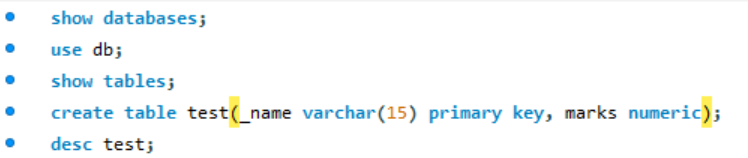 show databases;
use db;
show tables;
create table test(_name varchar(15) primary key, marks numeric);
desc test;